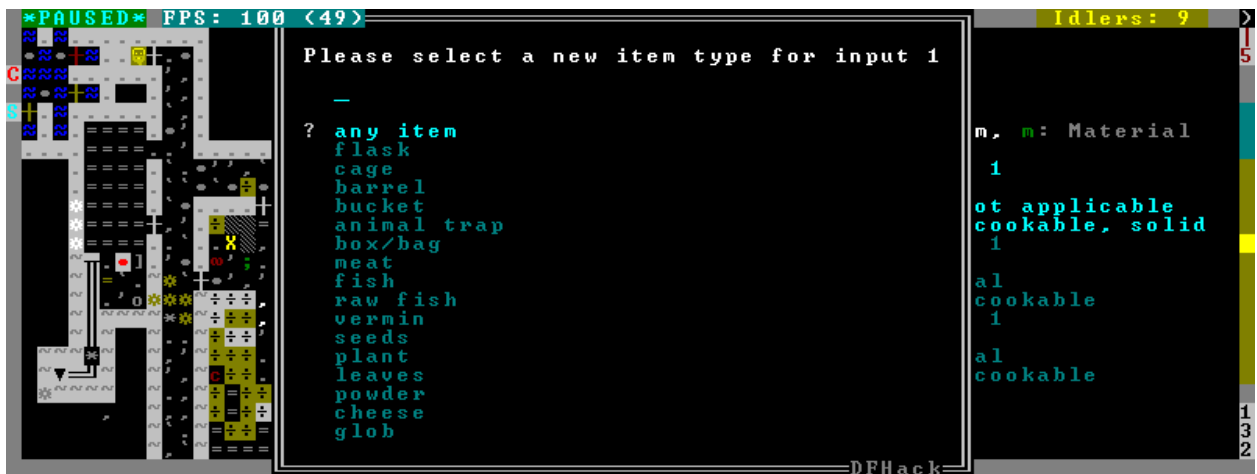 *PAUSED* FPS: 100 (49) Idlers: 9
Please select a new item type for input 1
_
? any item
flask
cage
barrel
bucket
animal trap
box/bag
meat
fish
raw fish
vermin
seeds
plant
leaves
powder
cheese
glob
m, m: Material
1
ot applicable
cookable, solid
1
al
cookable
1
al
cookable
DFHack